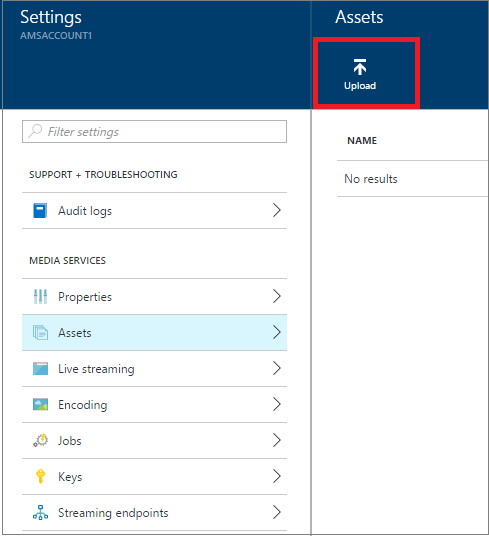 Settings
AMSACCOUNT1
Filter settings
SUPPORT + TROUBLESHOOTING
Audit logs
MEDIA SERVICES
Properties
Assets
Live streaming
Encoding
Jobs
Keys
Streaming endpoints
Assets
Upload
NAME
No results